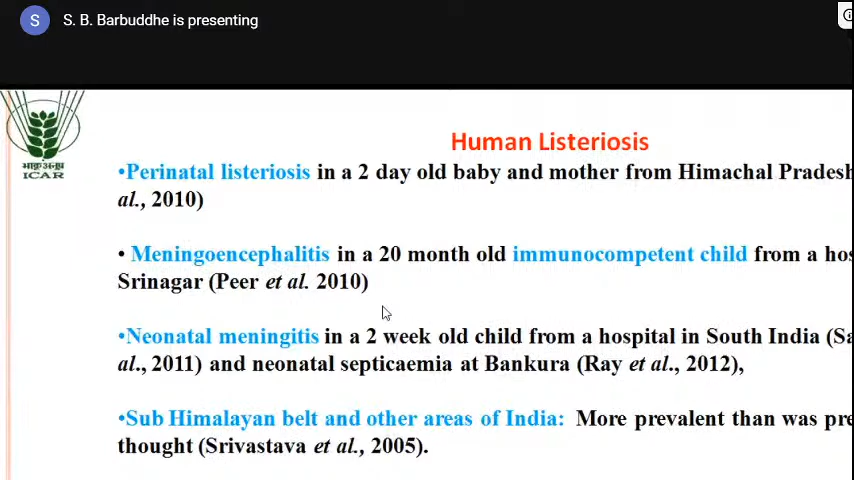 S
S. B. Barbuddhe is presenting
ICAR
Human Listeriosis
•Perinatal listeriosis in a 2 day old baby and mother from Himachal Pradesh
al., 2010)
• Meningoencephalitis in a 20 month old immunocompetent child from a
Srinagar (Peer et al. 2010)
•Neonatal meningitis in a 2 week old child from a hospital in South India
al., 2011) and neonatal septicaemia at Bankura (Ray et al., 2012),
•Sub Himalayan belt and other areas of India: More prevalent than was
thought (Srivastava et al., 2005).